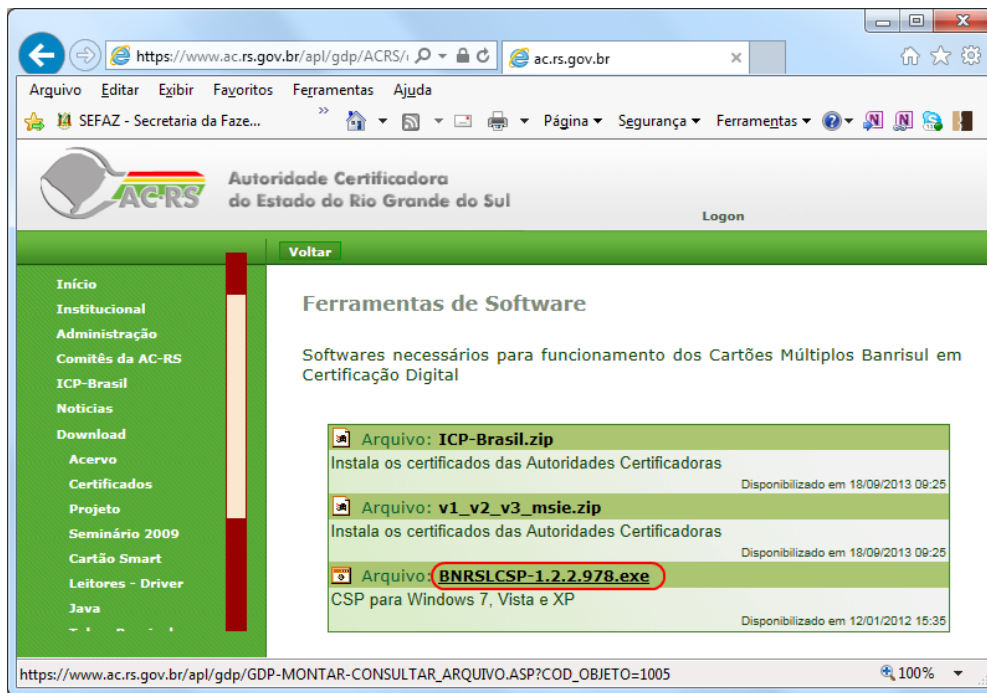 https://www.ac.rs.gov.br/apl/gdp/ACRS/
ac.rs.gov.br
Arquivo Editar Exibir Favoritos Ferramentas Ajuda
SEFAZ - Secretaria da Faze...
Página Segurança Ferramentas
AC-RS
Autoridade Certificadora
do Estado do Rio Grande do Sul
Logon
Voltar
Início
Institucional
Administração
Comitês da AC-RS
ICP-Brasil
Noticias
Download
Acervo
Certificados
Projeto
Seminário 2009
Cartão Smart
Leitores - Driver
Java
Ferramentas de Software
Softwares necessários para funcionamento dos Cartões Múltiplos Banrisul em
Certificação Digital
Arquivo: ICP-Brasil.zip
Instala os certificados das Autoridades Certificadoras
Disponibilizado em 18/09/2013 09:25
Arquivo: v1_v2_v3_msie.zip
Instala os certificados das Autoridades Certificadoras
Disponibilizado em 18/09/2013 09:25
Arquivo: BNRSLCSP-1.2.2.978.exe
CSP para Windows 7, Vista e XP
Disponibilizado em 12/01/2012 15:35
https://www.ac.rs.gov.br/apl/gdp/GDP-MONTAR-CONSULTAR_ARQUIVO.ASP?COD_OBJETO=1005
100%